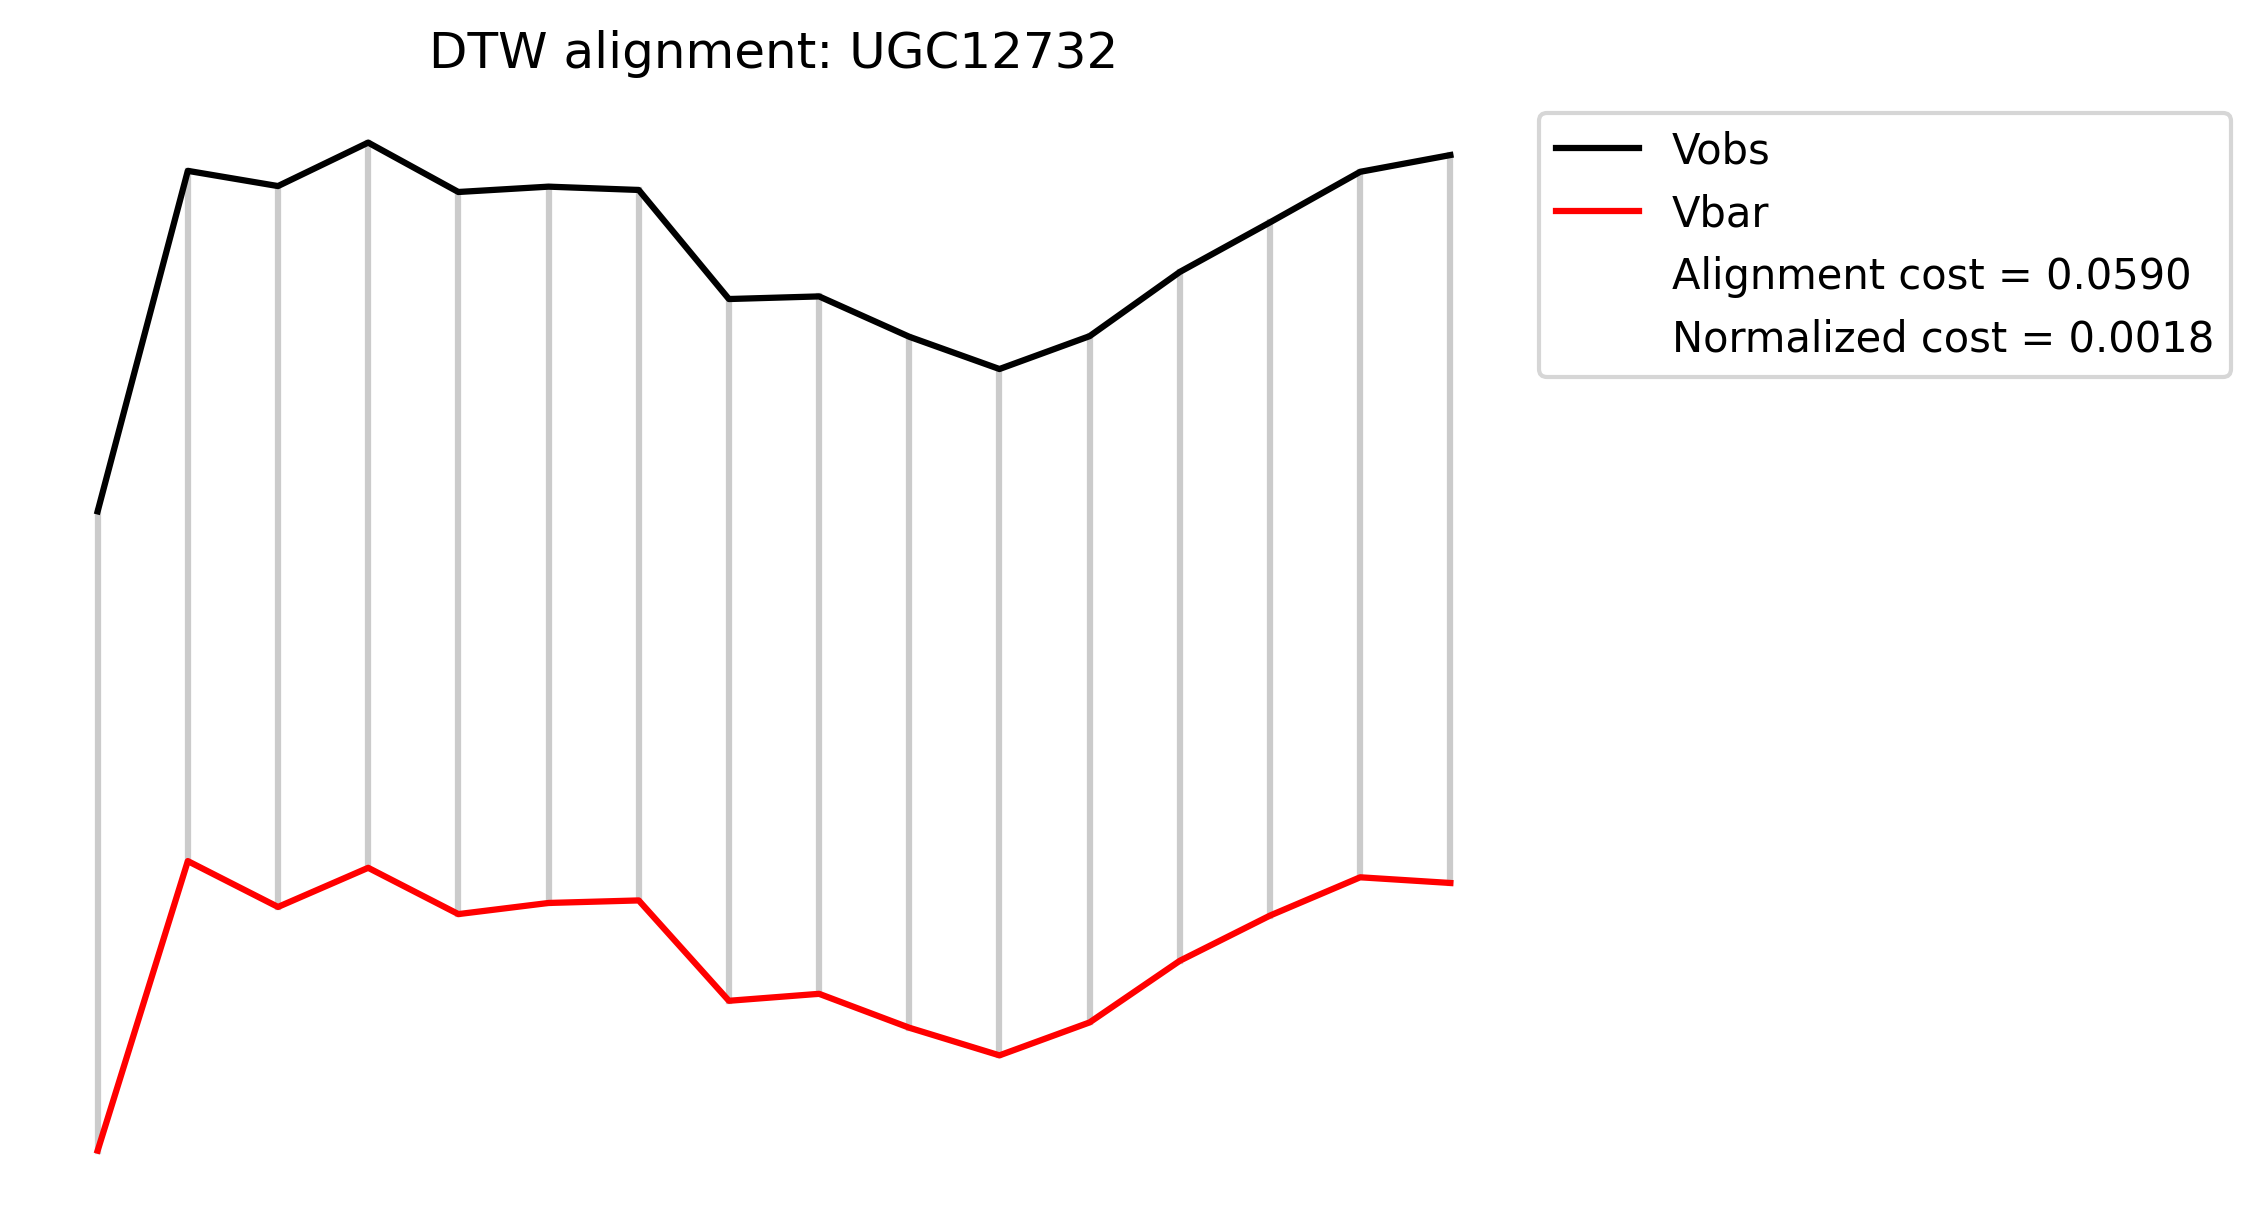 DTW alignment: UGC12732
Vobs
Vbar
Alignment cost = 0.0590
Normalized cost = 0.0018